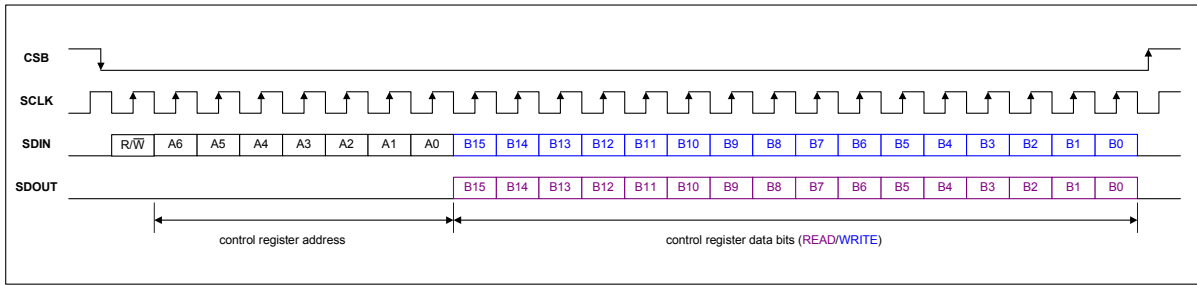 CSB
SCLK
SDIN R/W̅ A6 A5 A4 A3 A2 A1 A0 B15 B14 B13 B12 B11 B10 B9 B8 B7 B6 B5 B4 B3 B2 B1 B0
SDOUT B15 B14 B13 B12 B11 B10 B9 B8 B7 B6 B5 B4 B3 B2 B1 B0
control register address control register data bits (READ/WRITE)